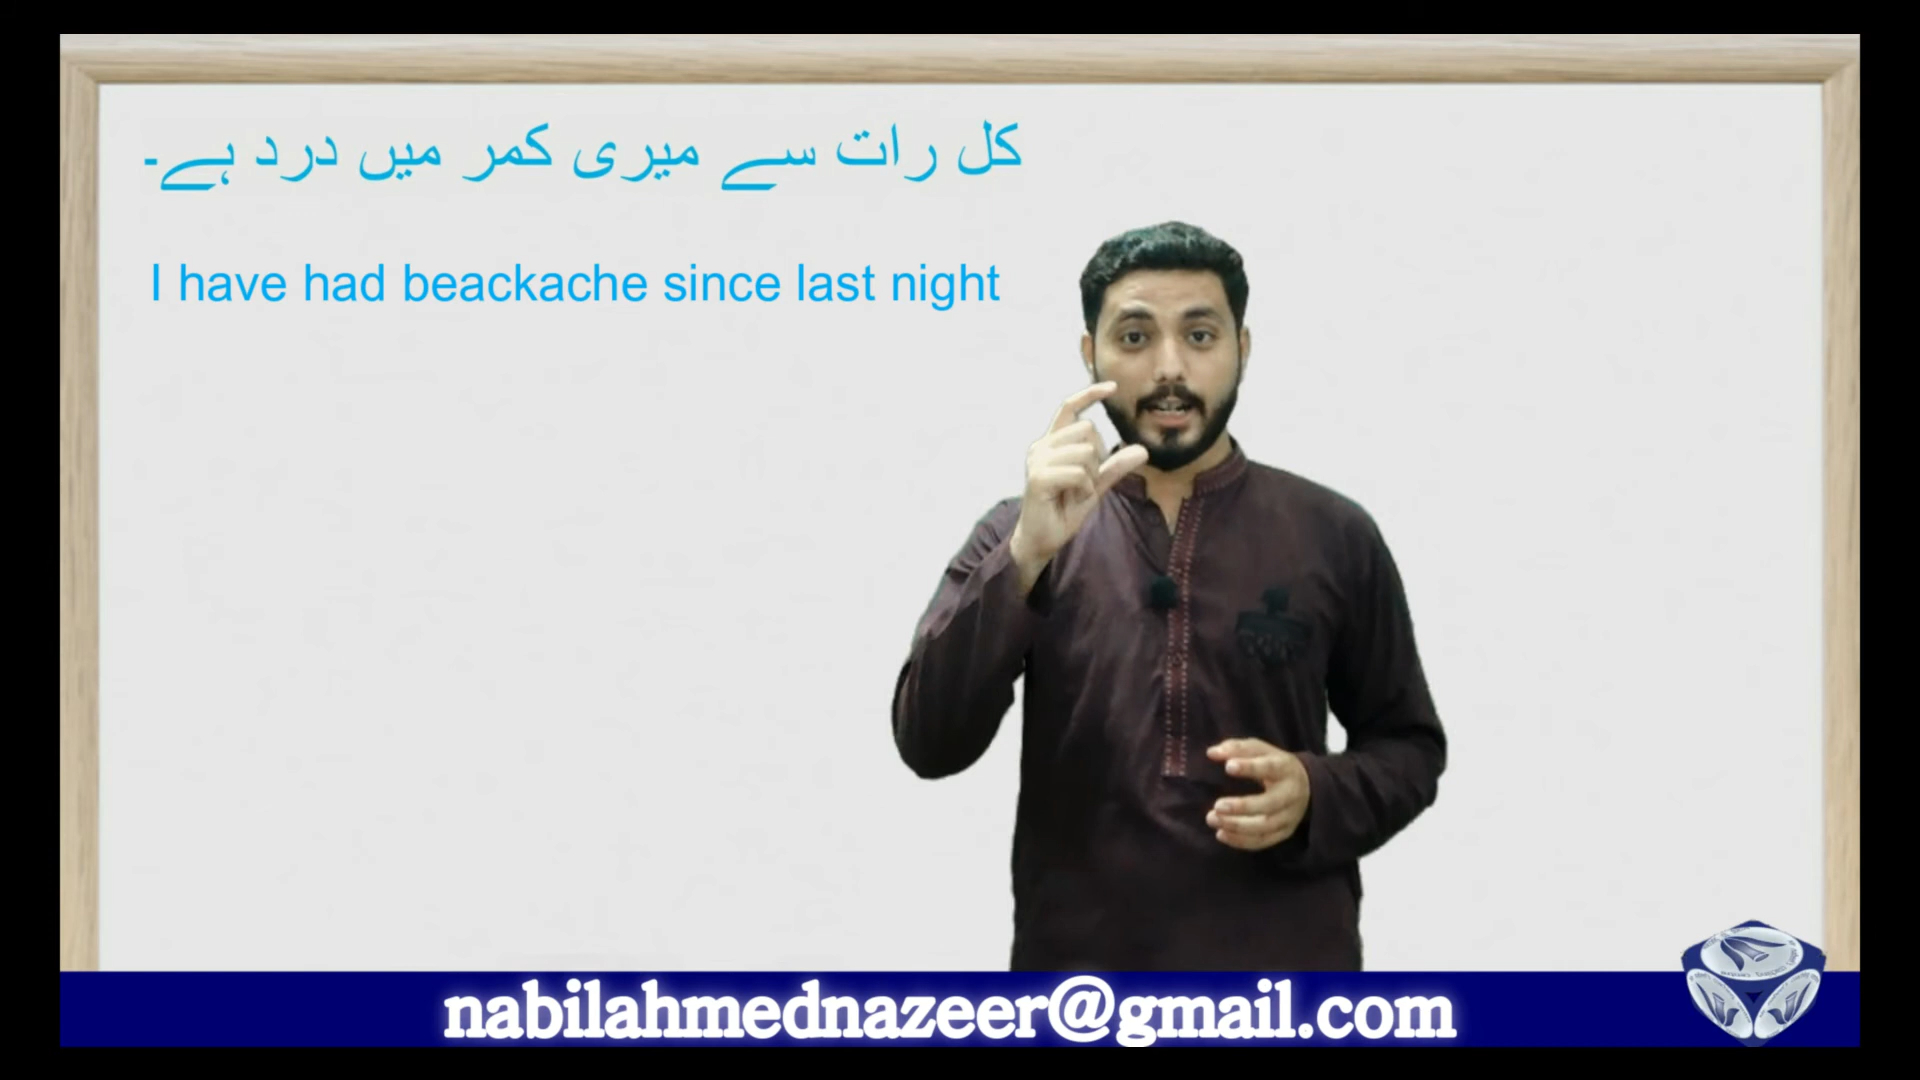 کل رات سے میری کمر میں درد ہے۔
I have had beackache since last night
nabilahmednazeer@gmail.com